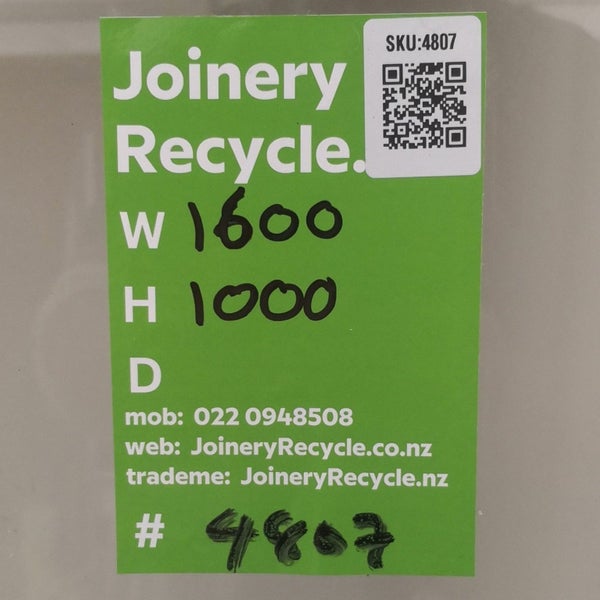 SKU:4807
Joinery
Recycle.
W 1600
H 1000
D
mob: 022 0948508
web: JoineryRecycle.co.nz
trademe: JoineryRecycle.nz
# 4807